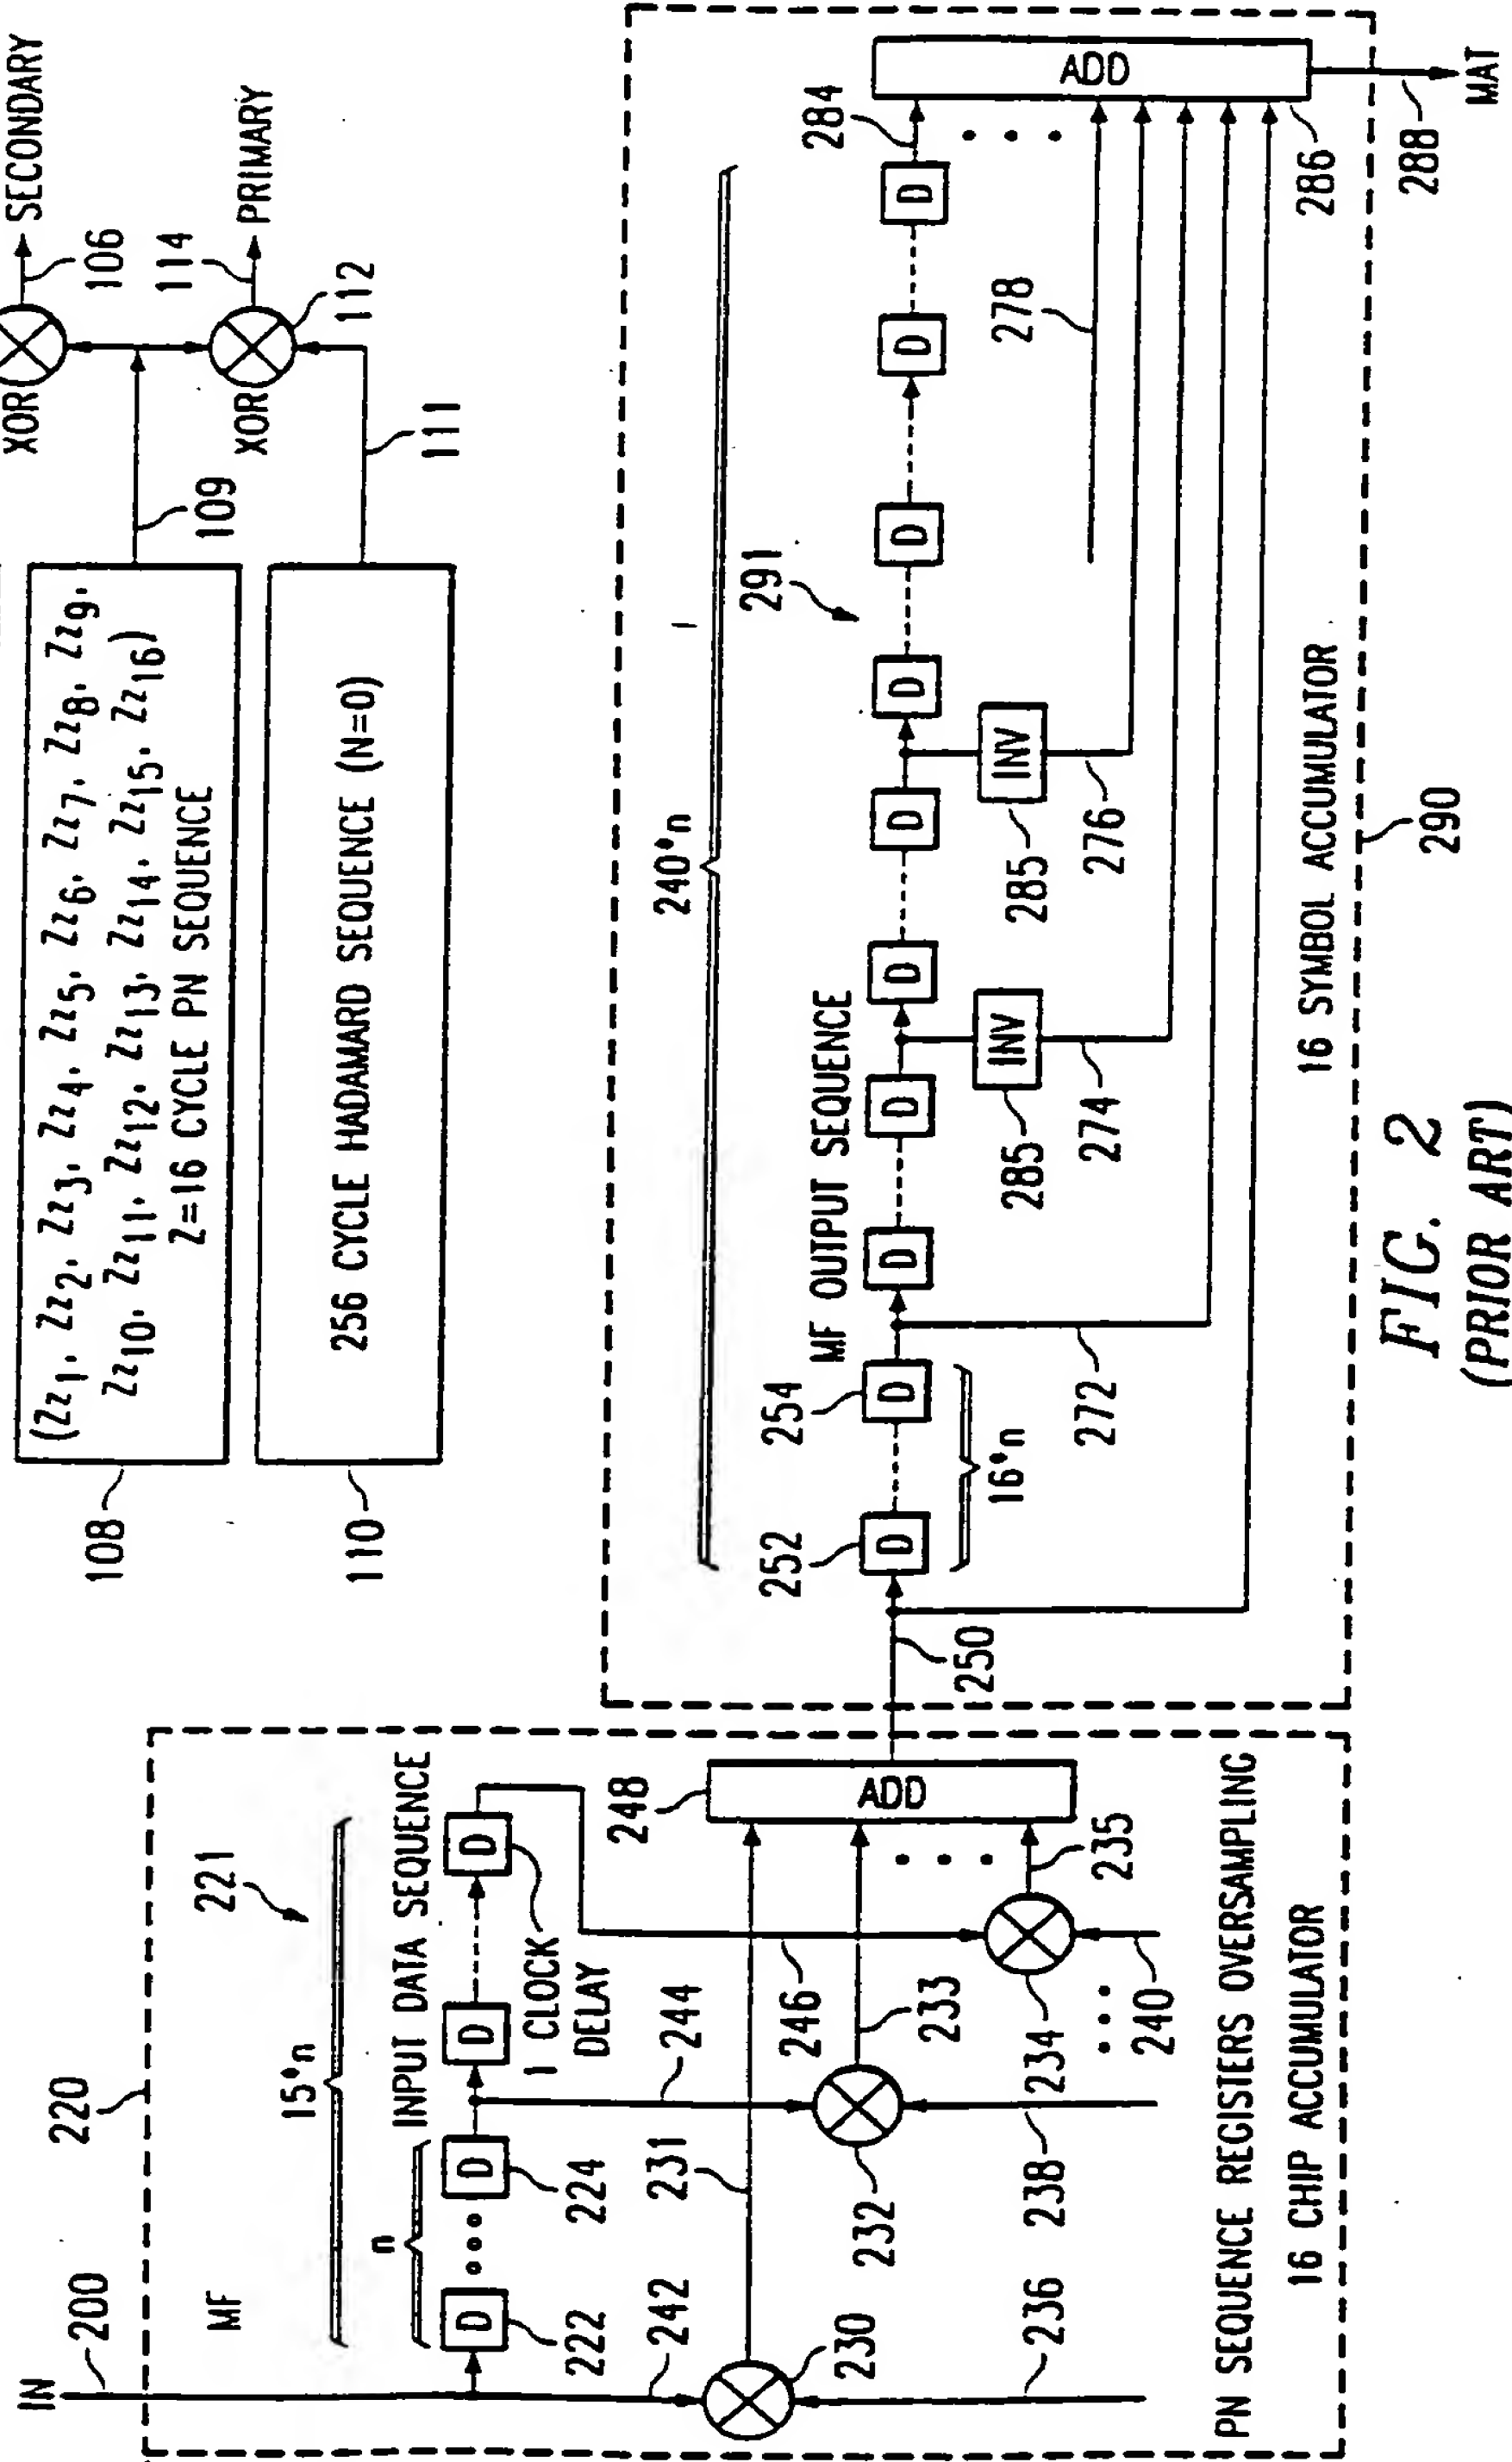 XOR
SECONDARY
106
(Zz1, Zz2, Zz3, Zz4, Zz5, Zz6, Zz7, Zz8, Zz9,
Zz10, Zz11, Zz12, Zz13, Zz14, Zz15, Zz16)
Z=16 CYCLE PN SEQUENCE
108
109
114
PRIMARY
XOR
112
256 CYCLE HADAMARD SEQUENCE (N=0)
110
111
IN
200
220
MF
221
15*n
n
INPUT DATA SEQUENCE
D
D
D
D
222
224
1 CLOCK
DELAY
242
231
244
246
248
ADD
230
232
233
234
235
236
238
240
PN SEQUENCE REGISTERS OVERSAMPLING
16 CHIP ACCUMULATOR
240*n
291
MF OUTPUT SEQUENCE
252
254
D
D
D
D
D
D
D
D
D
D
284
16*n
250
272
285
INV
274
285
INV
276
278
ADD
286
288
MAT
16 SYMBOL ACCUMULATOR
290
FIG. 2
(PRIOR ART)